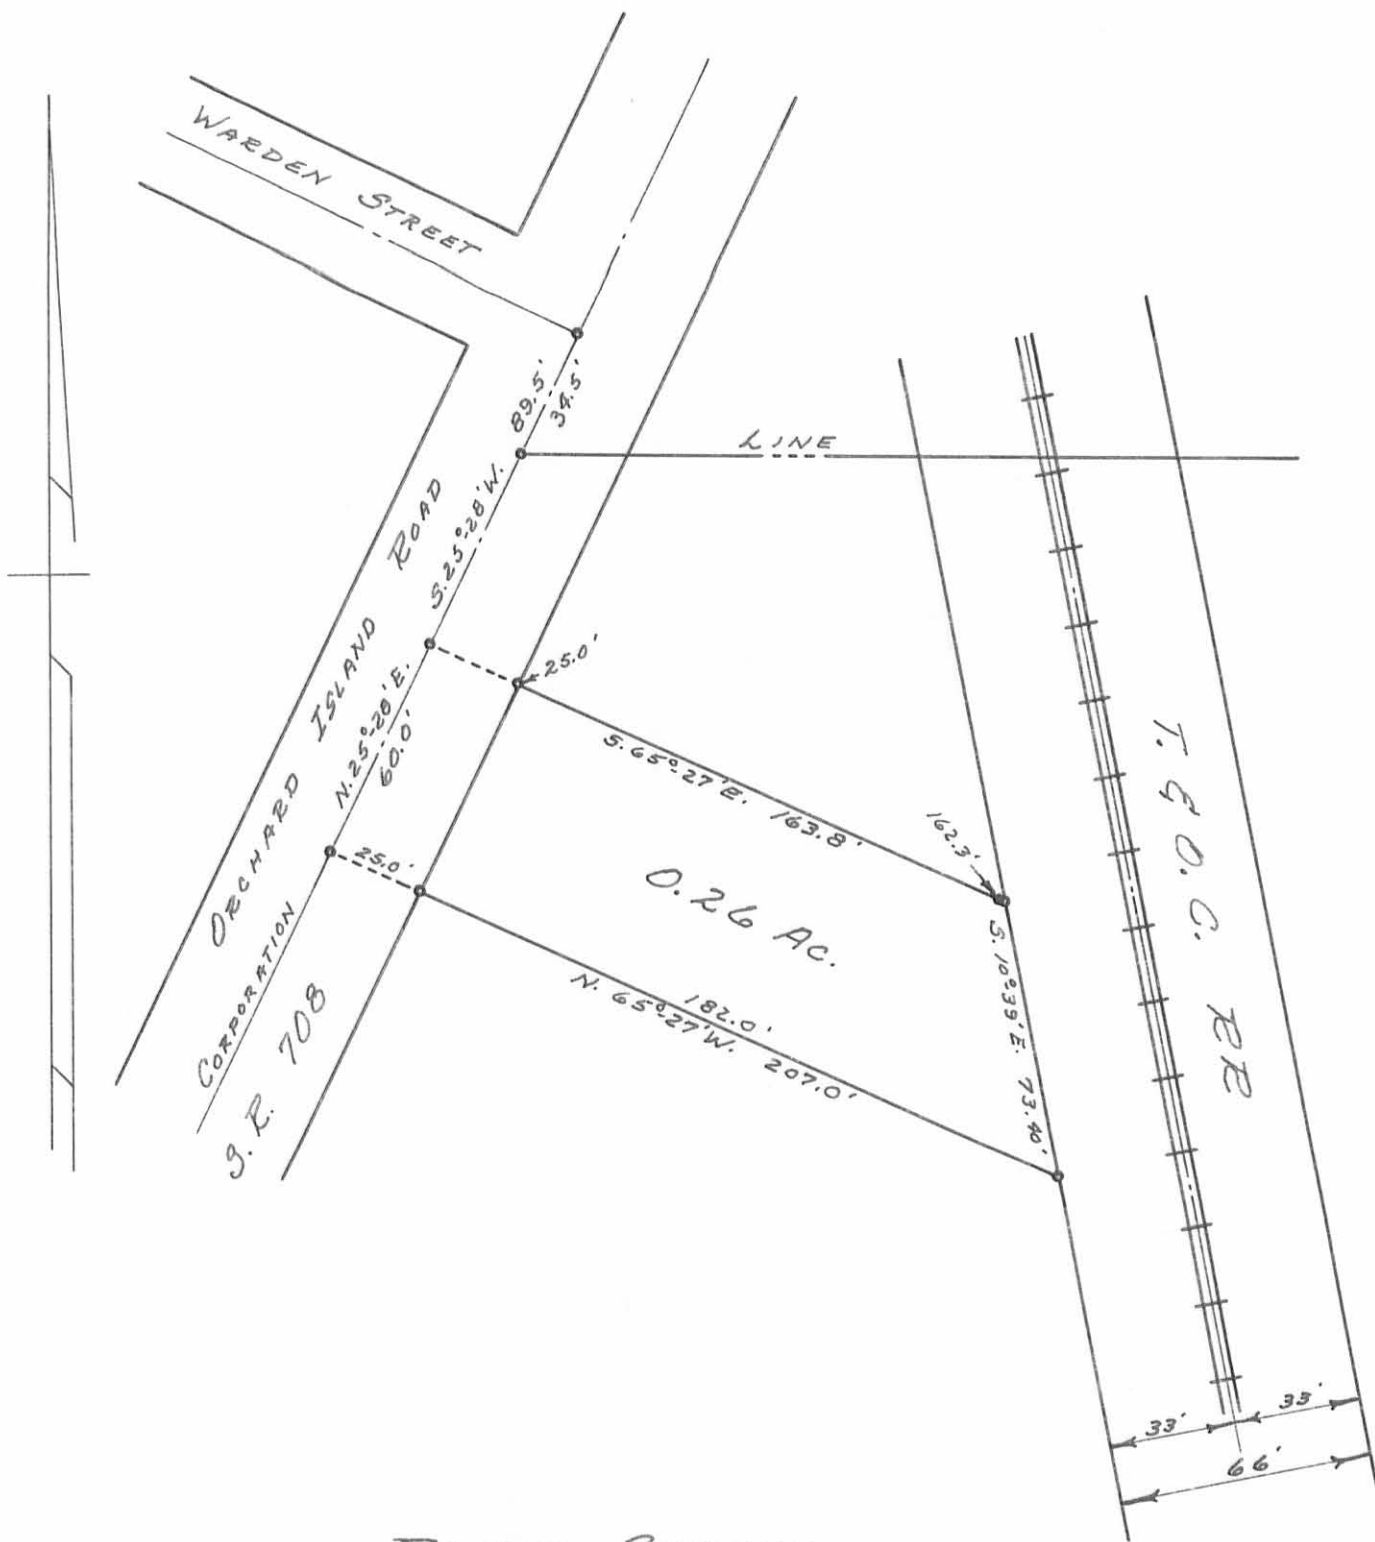 WARDEN STREET
89.5'
34.5'
LINE
S. 25°-28' W.
ORCHARD ISLAND ROAD
25.0'
N. 25°-28' E.
60.0'
S. 65°-27' E. 163.8'
162.3'
T. & O. C. RR
25.0'
0.26 AC.
S. 10°-39' E. 73.40'
CORPORATION
S. R. 708
182.0'
N. 65°-27' W. 207.0'
33'
33'
66'